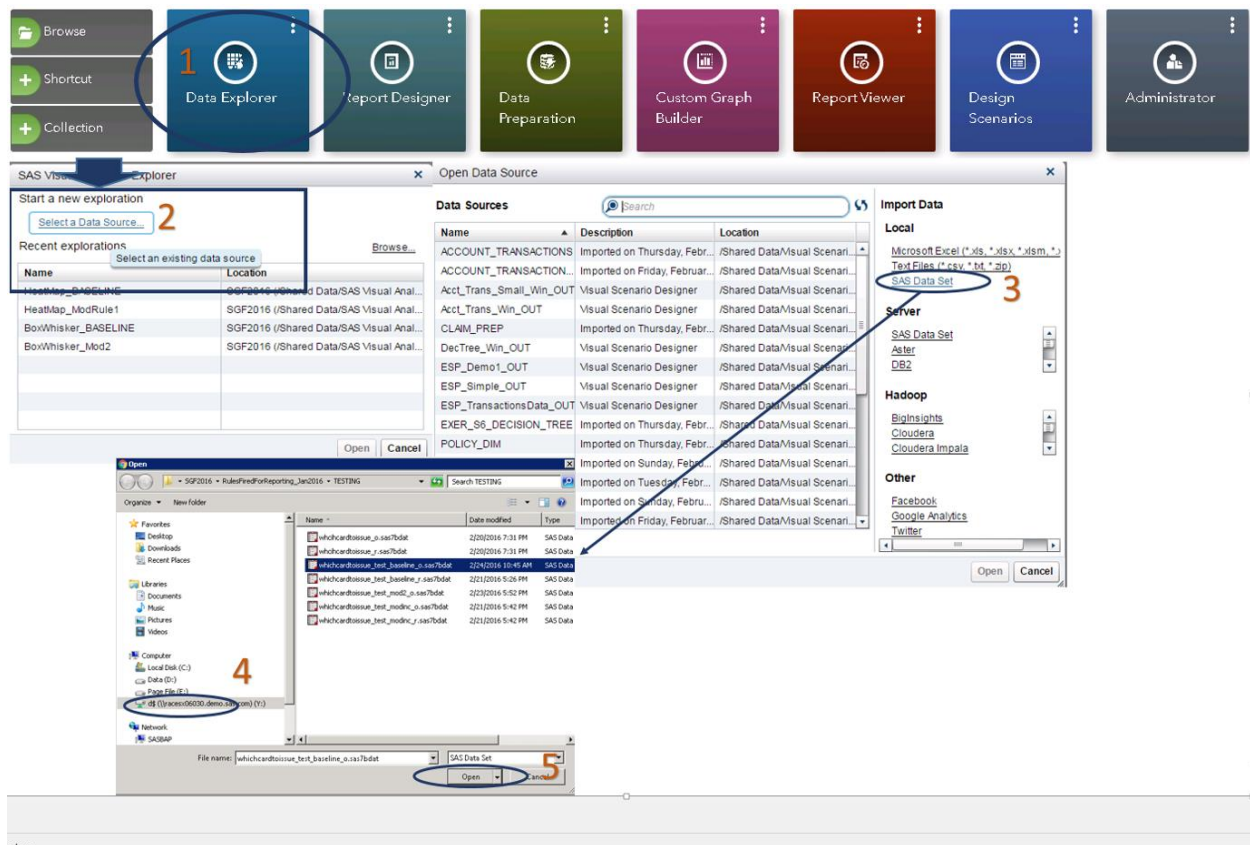 Browse
Shortcut
Collection
1
Data Explorer
Report Designer
Data
Preparation
Custom Graph
Builder
Report Viewer
Design
Scenarios
Administrator
SAS Visual Explorer
Start a new exploration
Select a Data Source...
2
Recent explorations
Browse...
Select an existing data source
Name Location
HeatMap_BASELINE SGF2016 (/Shared Data/SAS Visual Anal...
HeatMap_ModRule1 SGF2016 (/Shared Data/SAS Visual Anal...
BoxWhisker_BASELINE SGF2016 (/Shared Data/SAS Visual Anal...
BoxWhisker_Mod2 SGF2016 (/Shared Data/SAS Visual Anal...
Open Cancel
Open Data Source
Data Sources
Search
Name Description Location
ACCOUNT_TRANSACTIONS Imported on Thursday, Febr... /Shared Data/Visual Scenari...
ACCOUNT_TRANSACTION... Imported on Friday, Februar... /Shared Data/Visual Scenari...
Acct_Trans_Small_Win_OUT Visual Scenario Designer /Shared Data/Visual Scenari...
Acct_Trans_Win_OUT Visual Scenario Designer /Shared Data/Visual Scenari...
CLAIM_PREP Imported on Thursday, Febr... /Shared Data/Visual Scenari...
DecTree_Win_OUT Visual Scenario Designer /Shared Data/Visual Scenari...
ESP_Demo1_OUT Visual Scenario Designer /Shared Data/Visual Scenari...
ESP_Simple_OUT Visual Scenario Designer /Shared Data/Visual Scenari...
ESP_TransactionsData_OUT Visual Scenario Designer /Shared Data/Visual Scenari...
EXER_S6_DECISION_TREE Imported on Thursday, Febr... /Shared Data/Visual Scenari...
POLICY_DIM Imported on Thursday, Febr... /Shared Data/Visual Scenari...
Imported on Sunday, Febru... /Shared Data/Visual Scenari...
Imported on Tuesday, Febr... /Shared Data/Visual Scenari...
Imported on Sunday, Febru... /Shared Data/Visual Scenari...
Imported on Friday, Februar... /Shared Data/Visual Scenari...
Import Data
Local
Microsoft Excel (*.xls, *.xlsx, *.xlsm, *.
Text Files (*.csv, *.txt, *.zip)
SAS Data Set
3
Server
SAS Data Set
Aster
DB2
Hadoop
BigInsights
Cloudera
Cloudera Impala
Other
Facebook
Google Analytics
Twitter
Open Cancel
Open
SGF2016 RulesFiredForReporting_Jan2016 TESTING
Search TESTING
Organize New folder
Favorites
Desktop
Downloads
Recent Places
Libraries
Documents
Music
Pictures
Videos
Computer
Local Disk (C:)
Data (D:)
Page File (E:)
d$ (\\racesx06030.demo.sas.com) (Y:)
Network
SASBAP
4
Name Date modified Type
whichcardtoissue_o.sas7bdat 2/20/2016 7:31 PM SAS Data
whichcardtoissue_r.sas7bdat 2/20/2016 7:31 PM SAS Data
whichcardtoissue_test_baseline_o.sas7bdat 2/24/2016 10:45 AM SAS Data
whichcardtoissue_test_baseline_r.sas7bdat 2/21/2016 5:26 PM SAS Data
whichcardtoissue_test_mod2_o.sas7bdat 2/23/2016 5:52 PM SAS Data
whichcardtoissue_test_modinc_o.sas7bdat 2/21/2016 5:42 PM SAS Data
whichcardtoissue_test_modinc_r.sas7bdat 2/21/2016 5:42 PM SAS Data
File name: whichcardtoissue_test_baseline_o.sas7bdat
SAS Data Set
5
Open Cancel